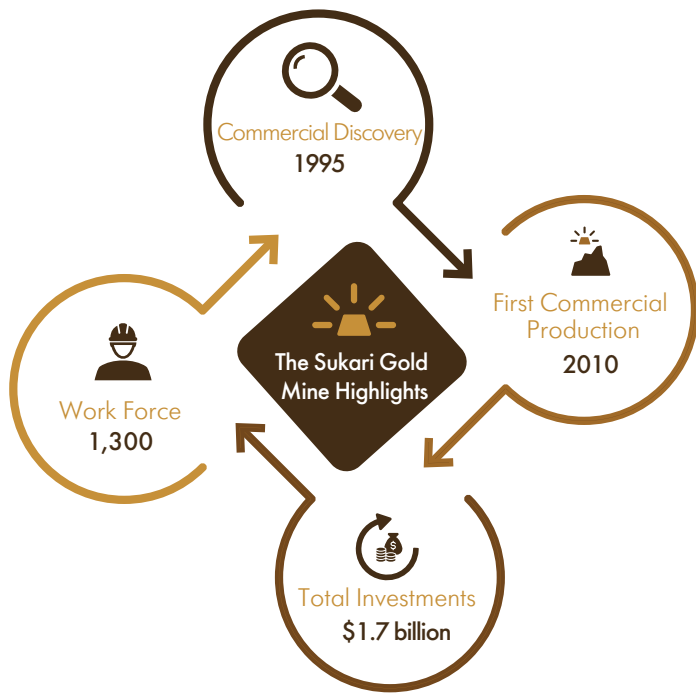 Commercial Discovery
1995
First Commercial
Production
2010
The Sukari Gold
Mine Highlights
Work Force
1,300
$
Total Investments
$1.7 billion